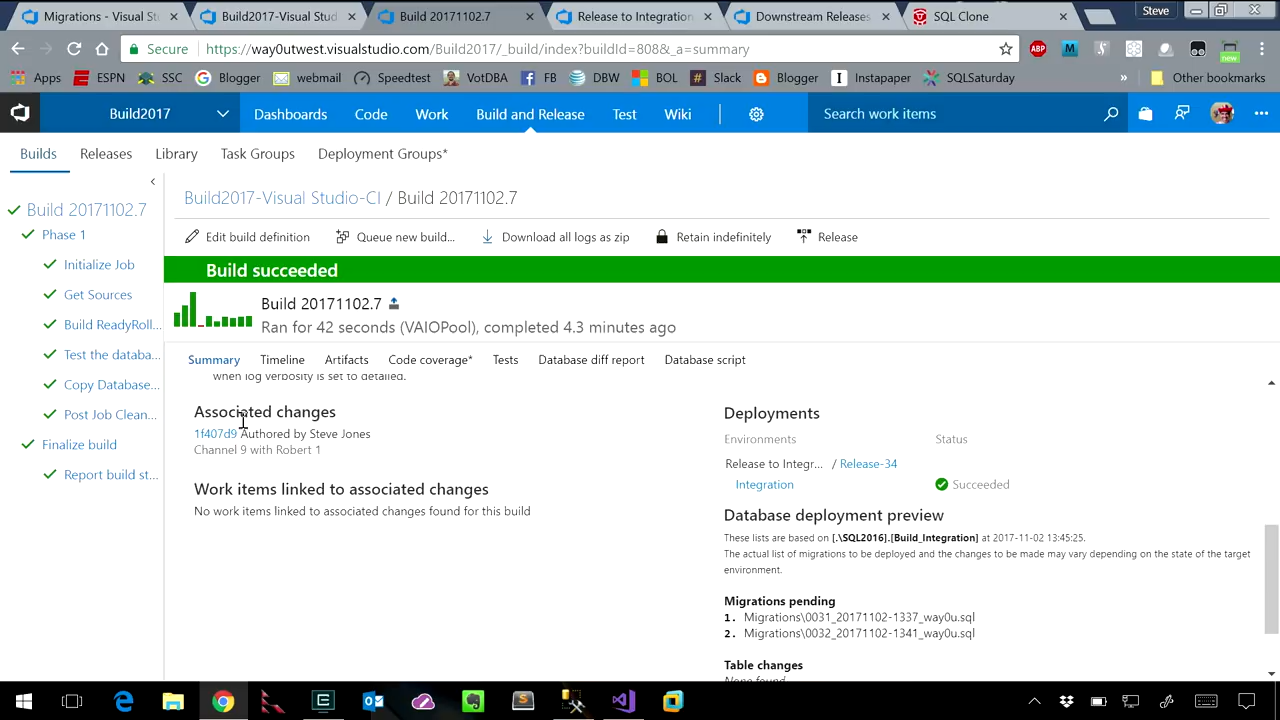 Migrations - Visual St
Build2017-Visual Studi
Build 20171102.7
Release to Integration
Downstream Releases
SQL Clone
Steve
Secure
https://way0utwest.visualstudio.com/Build2017/_build/index?buildId=808&_a=summary
ABP
new
Apps
ESPN
SSC
Blogger
webmail
Speedtest
VotDBA
FB
DBW
BOL
Slack
Blogger
Instapaper
SQLSaturday
»
Other bookmarks
Build2017
Dashboards
Code
Work
Build and Release
Test
Wiki
Search work items
Builds
Releases
Library
Task Groups
Deployment Groups*
Build 20171102.7
Phase 1
Initialize Job
Get Sources
Build ReadyRoll...
Test the databa...
Copy Database...
Post Job Clean...
Finalize build
Report build st...
Build2017-Visual Studio-CI / Build 20171102.7
Edit build definition
Queue new build...
Download all logs as zip
Retain indefinitely
Release
Build succeeded
Build 20171102.7
Ran for 42 seconds (VAIOPool), completed 4.3 minutes ago
Summary
Timeline
Artifacts
Code coverage*
Tests
Database diff report
Database script
when log verbosity is set to detailed.
Associated changes
1f407d9 Authored by Steve Jones
Channel 9 with Robert 1
Work items linked to associated changes
No work items linked to associated changes found for this build
Deployments
Environments
Status
Release to Integr... / Release-34
Integration
Succeeded
Database deployment preview
These lists are based on [.\SQL2016].[Build_Integration] at 2017-11-02 13:45:25.
The actual list of migrations to be deployed and the changes to be made may vary depending on the state of the target
environment.
Migrations pending
1. Migrations\0031_20171102-1337_way0u.sql
2. Migrations\0032_20171102-1341_way0u.sql
Table changes
None found